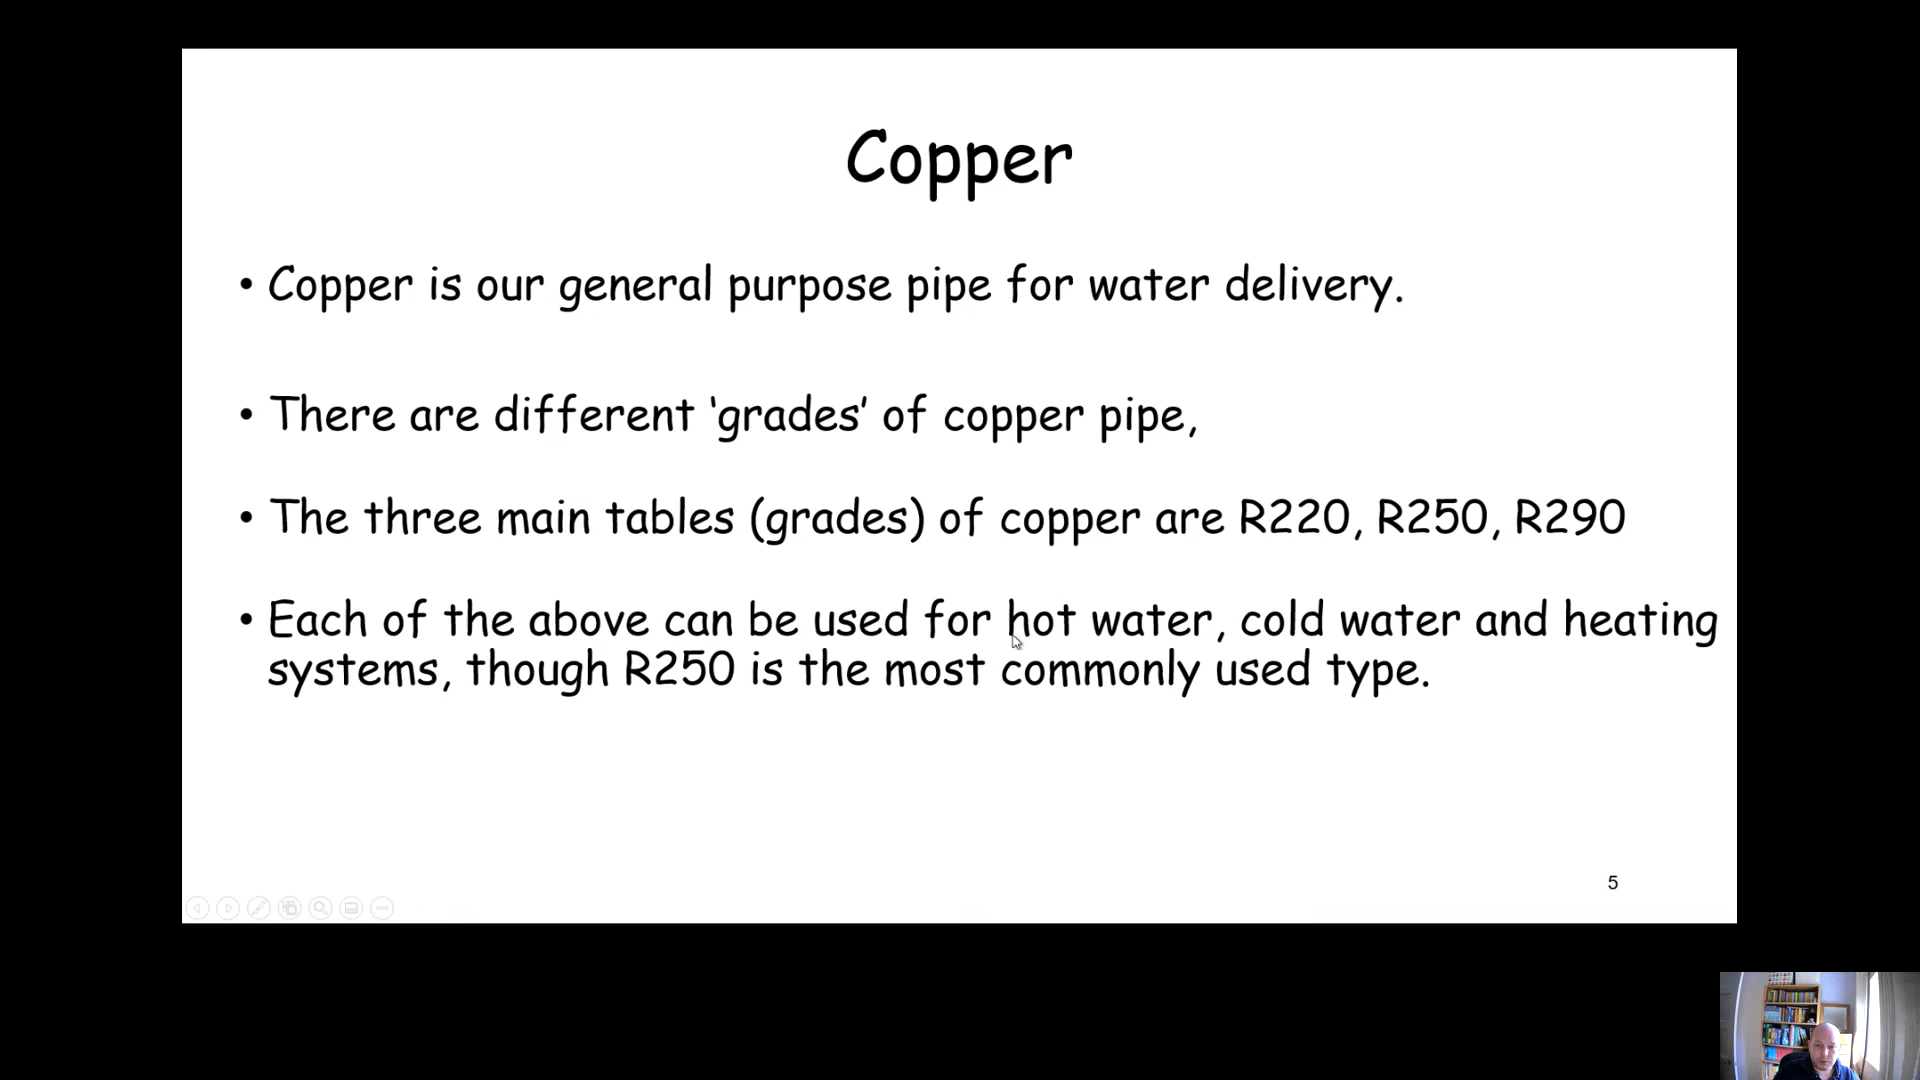 Copper
• Copper is our general purpose pipe for water delivery.
• There are different ‘grades’ of copper pipe,
• The three main tables (grades) of copper are R220, R250, R290
• Each of the above can be used for hot water, cold water and heating
systems, though R250 is the most commonly used type.
5